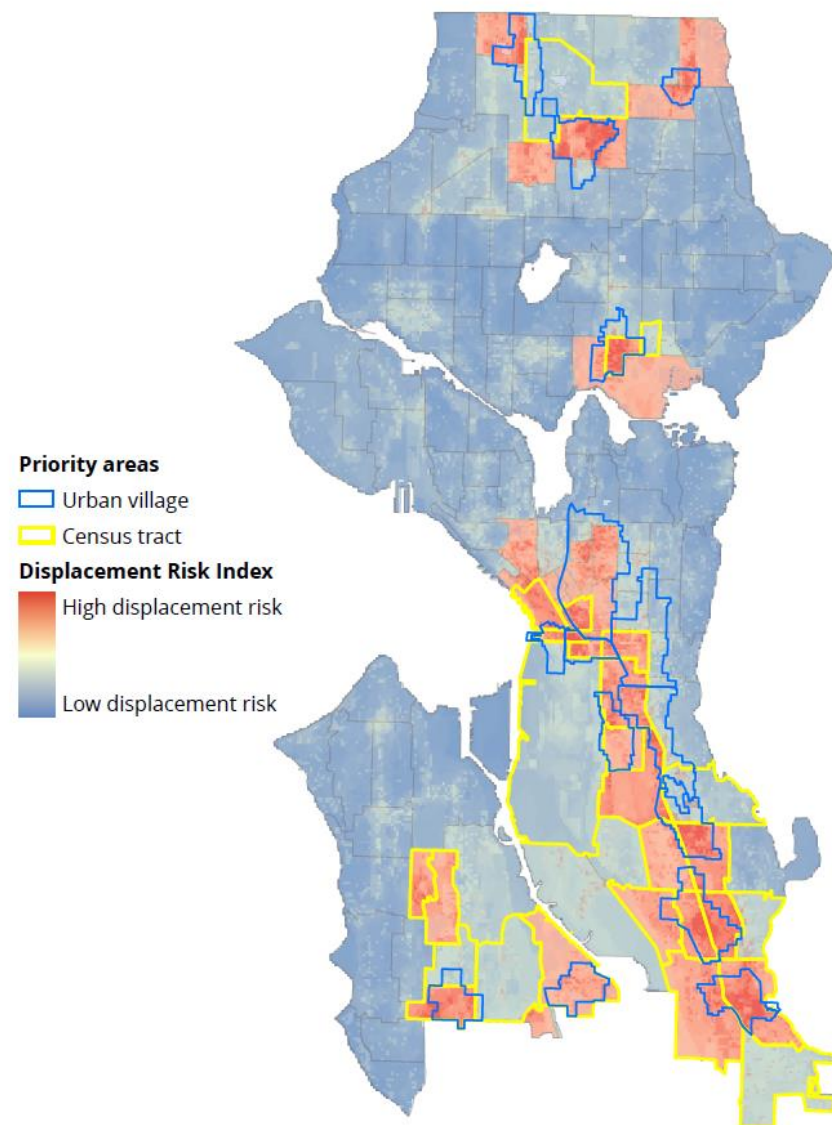 Priority areas
Urban village
Census tract
Displacement Risk Index
High displacement risk
Low displacement risk